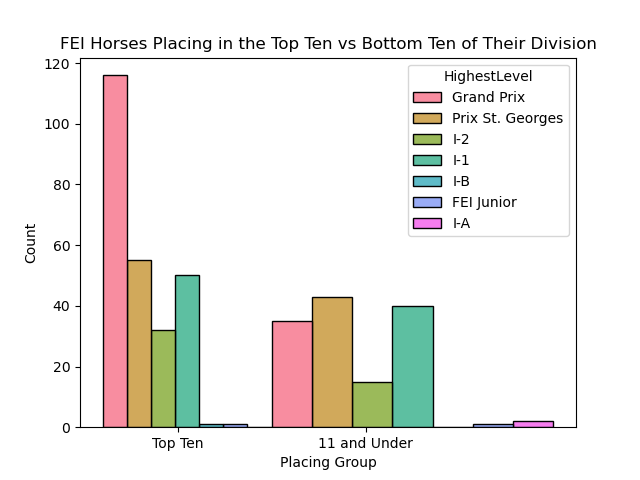 FEI Horses Placing in the Top Ten vs Bottom Ten of Their Division
120
100
80
60
40
20
0
Count
HighestLevel
Grand Prix
Prix St. Georges
I-2
I-1
I-B
FEI Junior
I-A
Top Ten
11 and Under
Placing Group